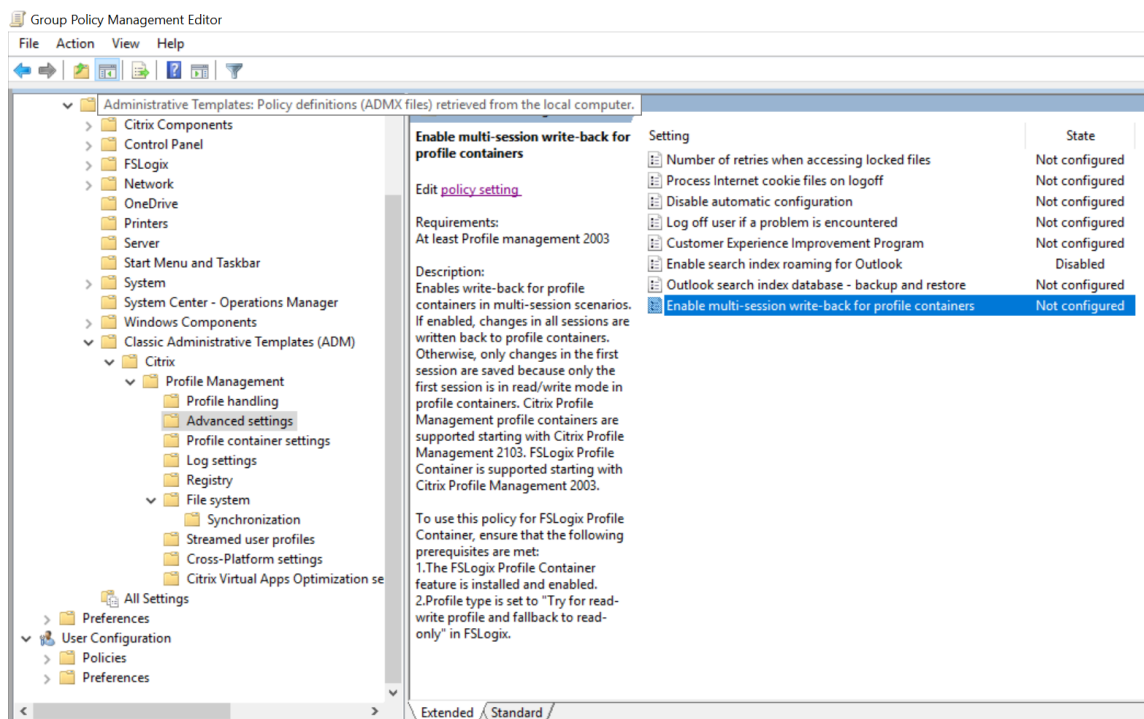 Group Policy Management Editor
File Action View Help
Administrative Templates: Policy definitions (ADMX files) retrieved from the local computer.
Citrix Components
Control Panel
FSLogix
Network
OneDrive
Printers
Server
Start Menu and Taskbar
System
System Center - Operations Manager
Windows Components
Classic Administrative Templates (ADM)
Citrix
Profile Management
Profile handling
Advanced settings
Profile container settings
Log settings
Registry
File system
Synchronization
Streamed user profiles
Cross-Platform settings
Citrix Virtual Apps Optimization se
All Settings
Preferences
User Configuration
Policies
Preferences
Enable multi-session write-back for
profile containers
Edit policy setting
Requirements:
At least Profile management 2003
Description:
Enables write-back for profile
containers in multi-session scenarios.
If enabled, changes in all sessions are
written back to profile containers.
Otherwise, only changes in the first
session are saved because only the
first session is in read/write mode in
profile containers. Citrix Profile
Management profile containers are
supported starting with Citrix Profile
Management 2103. FSLogix Profile
Container is supported starting with
Citrix Profile Management 2003.
To use this policy for FSLogix Profile
Container, ensure that the following
prerequisites are met:
1.The FSLogix Profile Container
feature is installed and enabled.
2.Profile type is set to "Try for read-
write profile and fallback to read-
only" in FSLogix.
Setting State
Number of retries when accessing locked files Not configured
Process Internet cookie files on logoff Not configured
Disable automatic configuration Not configured
Log off user if a problem is encountered Not configured
Customer Experience Improvement Program Not configured
Enable search index roaming for Outlook Disabled
Outlook search index database - backup and restore Not configured
Enable multi-session write-back for profile containers Not configured
Extended Standard